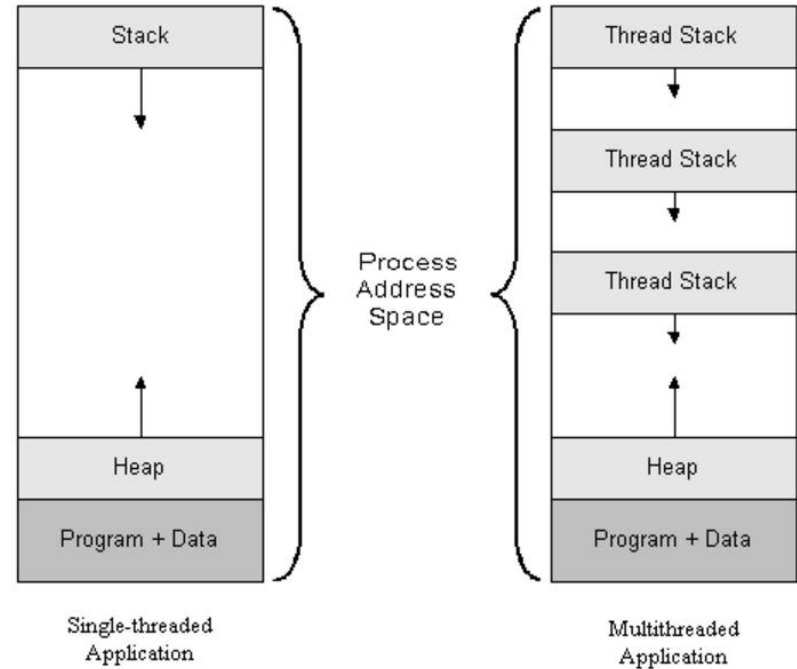 Stack
Heap
Program + Data
Single-threaded
Application
Process
Address
Space
Thread Stack
Thread Stack
Thread Stack
Heap
Program + Data
Multithreaded
Application